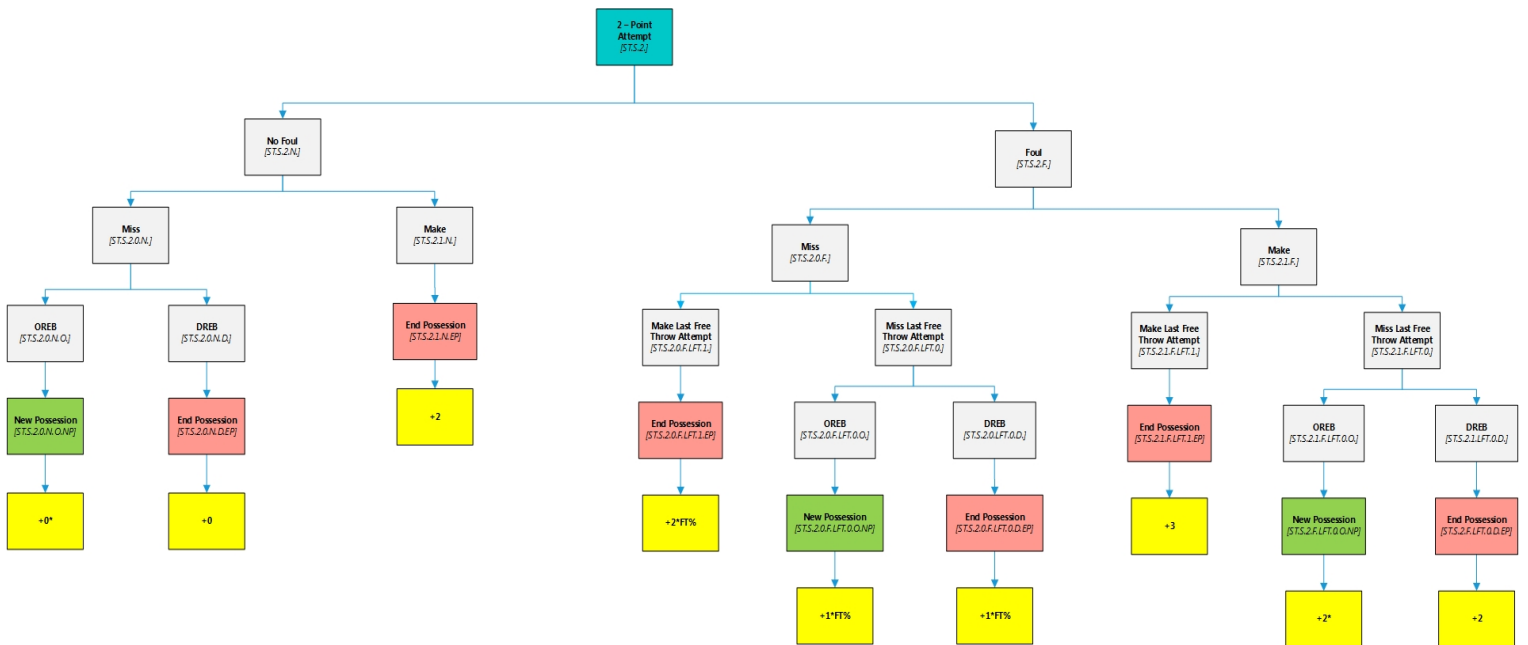 2 – Point
Attempt
[ST.S.2.]
No Foul
[ST.S.2.N.]
Foul
[ST.S.2.F.]
Miss
[ST.S.2.0.N.]
Make
[ST.S.2.1.N.]
Miss
[ST.S.2.0.F.]
Make
[ST.S.2.1.F.]
OREB
[ST.S.2.0.N.O.]
DREB
[ST.S.2.0.N.D.]
End Possession
[ST.S.2.1.N.EP]
Make Last Free
Throw Attempt
[ST.S.2.0.F.LFT.1.]
Miss Last Free
Throw Attempt
[ST.S.2.0.F.LFT.0.]
Make Last Free
Throw Attempt
[ST.S.2.1.F.LFT.1.]
Miss Last Free
Throw Attempt
[ST.S.2.1.F.LFT.0.]
New Possession
[ST.S.2.0.N.O.NP]
End Possession
[ST.S.2.0.N.D.EP]
+2
End Possession
[ST.S.2.0.F.LFT.1.EP]
OREB
[ST.S.2.0.F.LFT.0.O.]
DREB
[ST.S.2.0.LFT.0.D.]
End Possession
[ST.S.2.1.F.LFT.1.EP]
OREB
[ST.S.2.1.F.LFT.0.O.]
DREB
[ST.S.2.1.LFT.0.D.]
+0*
+0
+2*FT%
New Possession
[ST.S.2.0.F.LFT.0.O.NP]
End Possession
[ST.S.2.0.F.LFT.0.D.EP]
+3
New Possession
[ST.S.2.F.LFT.0.O.NP]
End Possession
[ST.S.2.F.LFT.0.D.EP]
+1*FT%
+1*FT%
+2*
+2